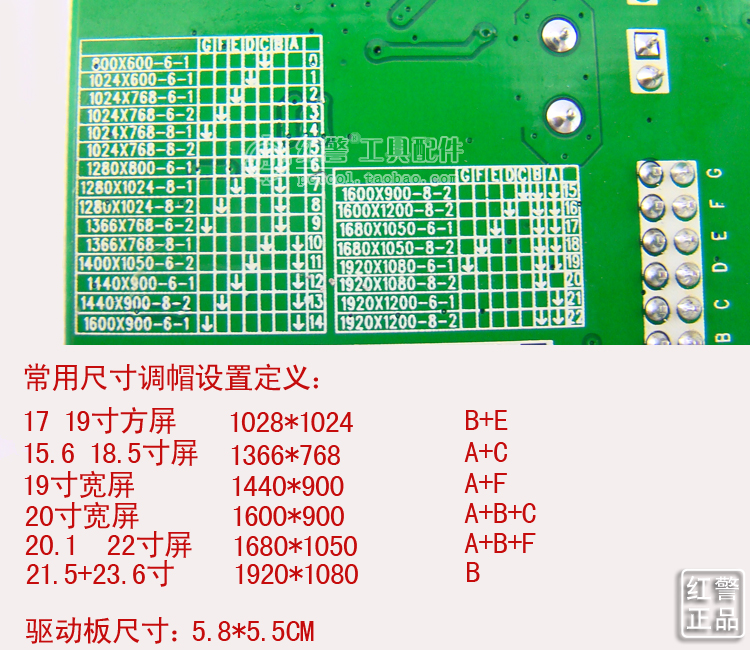 G F E D C B A
800X600-6-1 0
1024X600-6-1 1
1024X768-6-1 2
1024X768-6-2 3
1024X768-8-1 4
1024X768-6-2 5
1280X800-6-1 6
1280X1024-8-1 7
1280X1024-8-2 8
1366X768-6-2 9
1366X768-8-1 10
1400X1050-6-2 11
1140X900-6-1 12
1440X900-8-2 13
1600X900-6-1 14
G F E D C B A
1600X900-8-2 15
1600X1200-8-2 16
1680X1050-6-1 17
1680X1050-8-2 18
1920X1080-6-1 19
1920X1080-8-2 20
1920X1200-6-1 21
1920X1200-8-2 22
G
F
E
D
C
B
红警®工具配件
pctool.taobao.com
常用尺寸调帽设置定义:
17 19寸方屏 1028*1024 B+E
15.6 18.5寸屏 1366*768 A+C
19寸宽屏 1440*900 A+F
20寸宽屏 1600*900 A+B+C
20.1 22寸屏 1680*1050 A+B+F
21.5+23.6寸 1920*1080 B
驱动板尺寸: 5.8*5.5CM
红警
正品